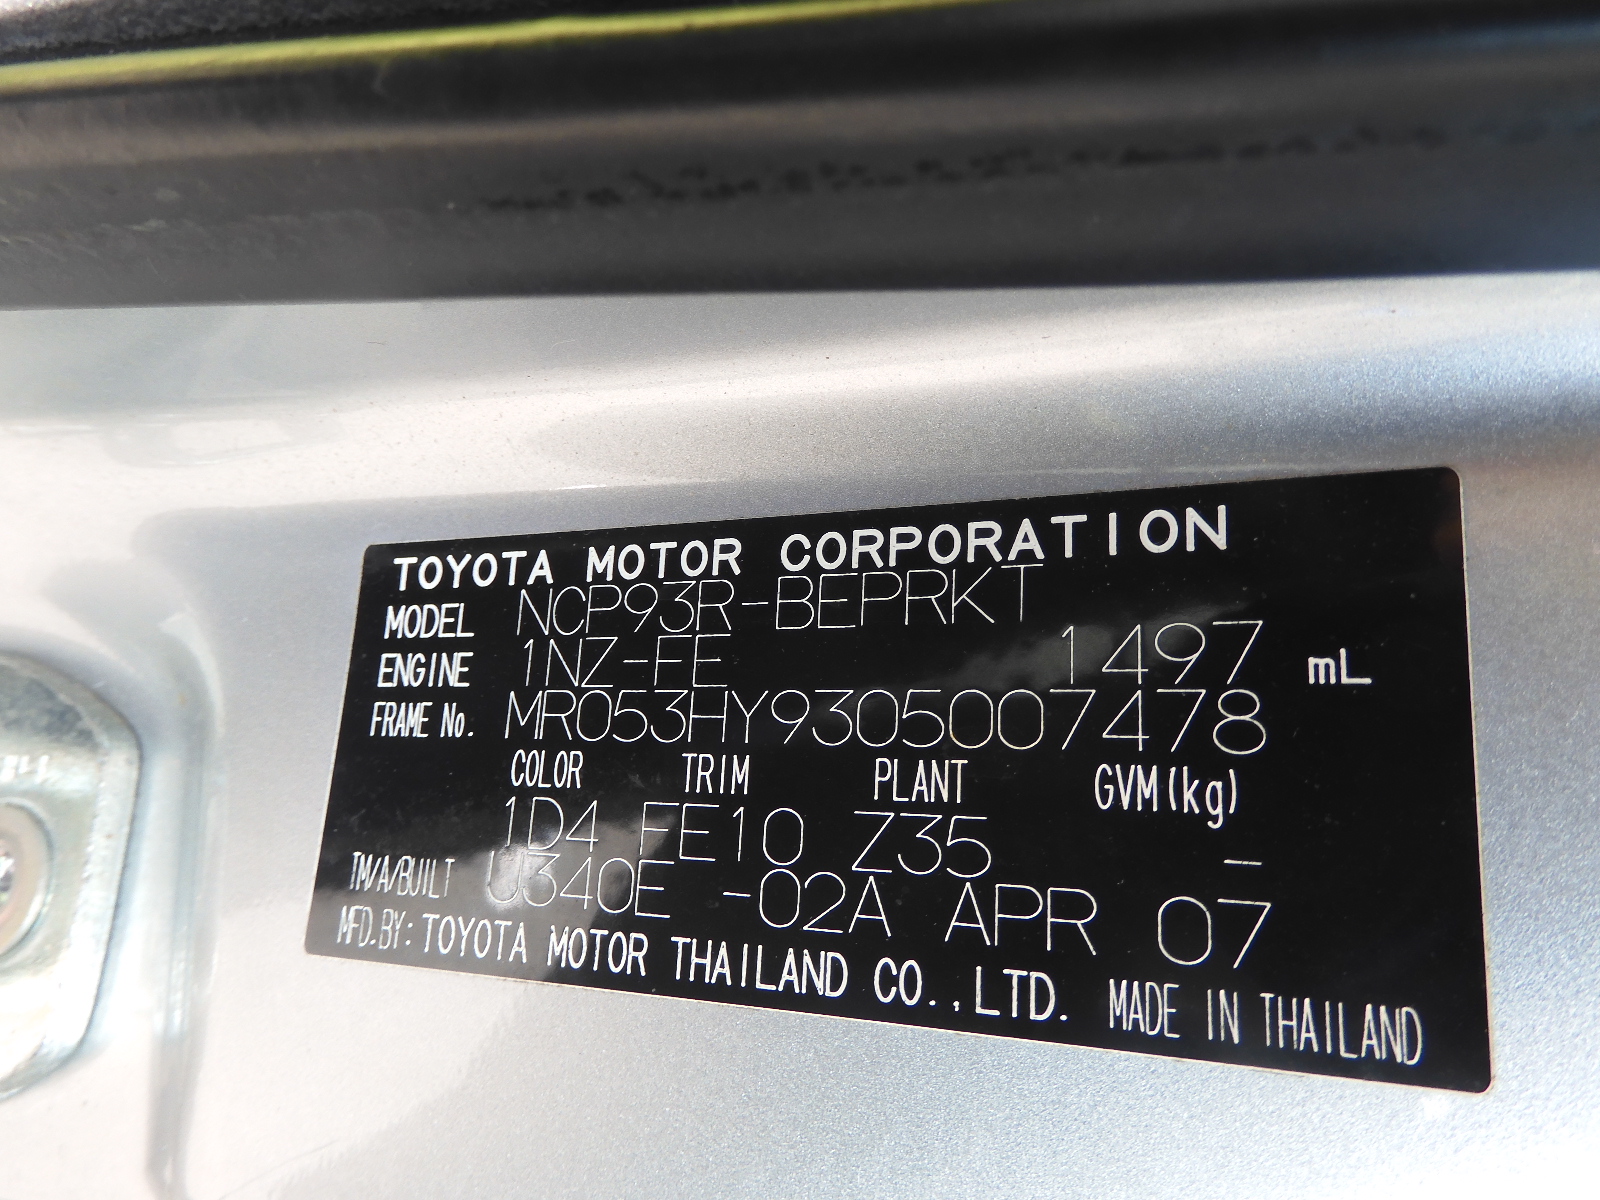 TOYOTA MOTOR CORPORATION
MODEL NCP93R-BEPRKT
ENGINE 1NZ-FE 1497 mL
FRAME No. MR053HY9305007478
COLOR TRIM PLANT GVM(kg)
1D4 FE10 Z35 -
TM/A/BUILT U340E -02A APR 07
MFD.BY: TOYOTA MOTOR THAILAND CO.,LTD. MADE IN THAILAND